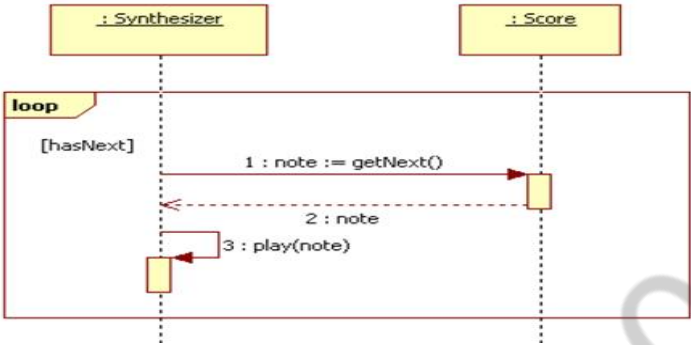 : Synthesizer
: Score
loop
[hasNext]
1 : note := getNext()
2 : note
3 : play(note)